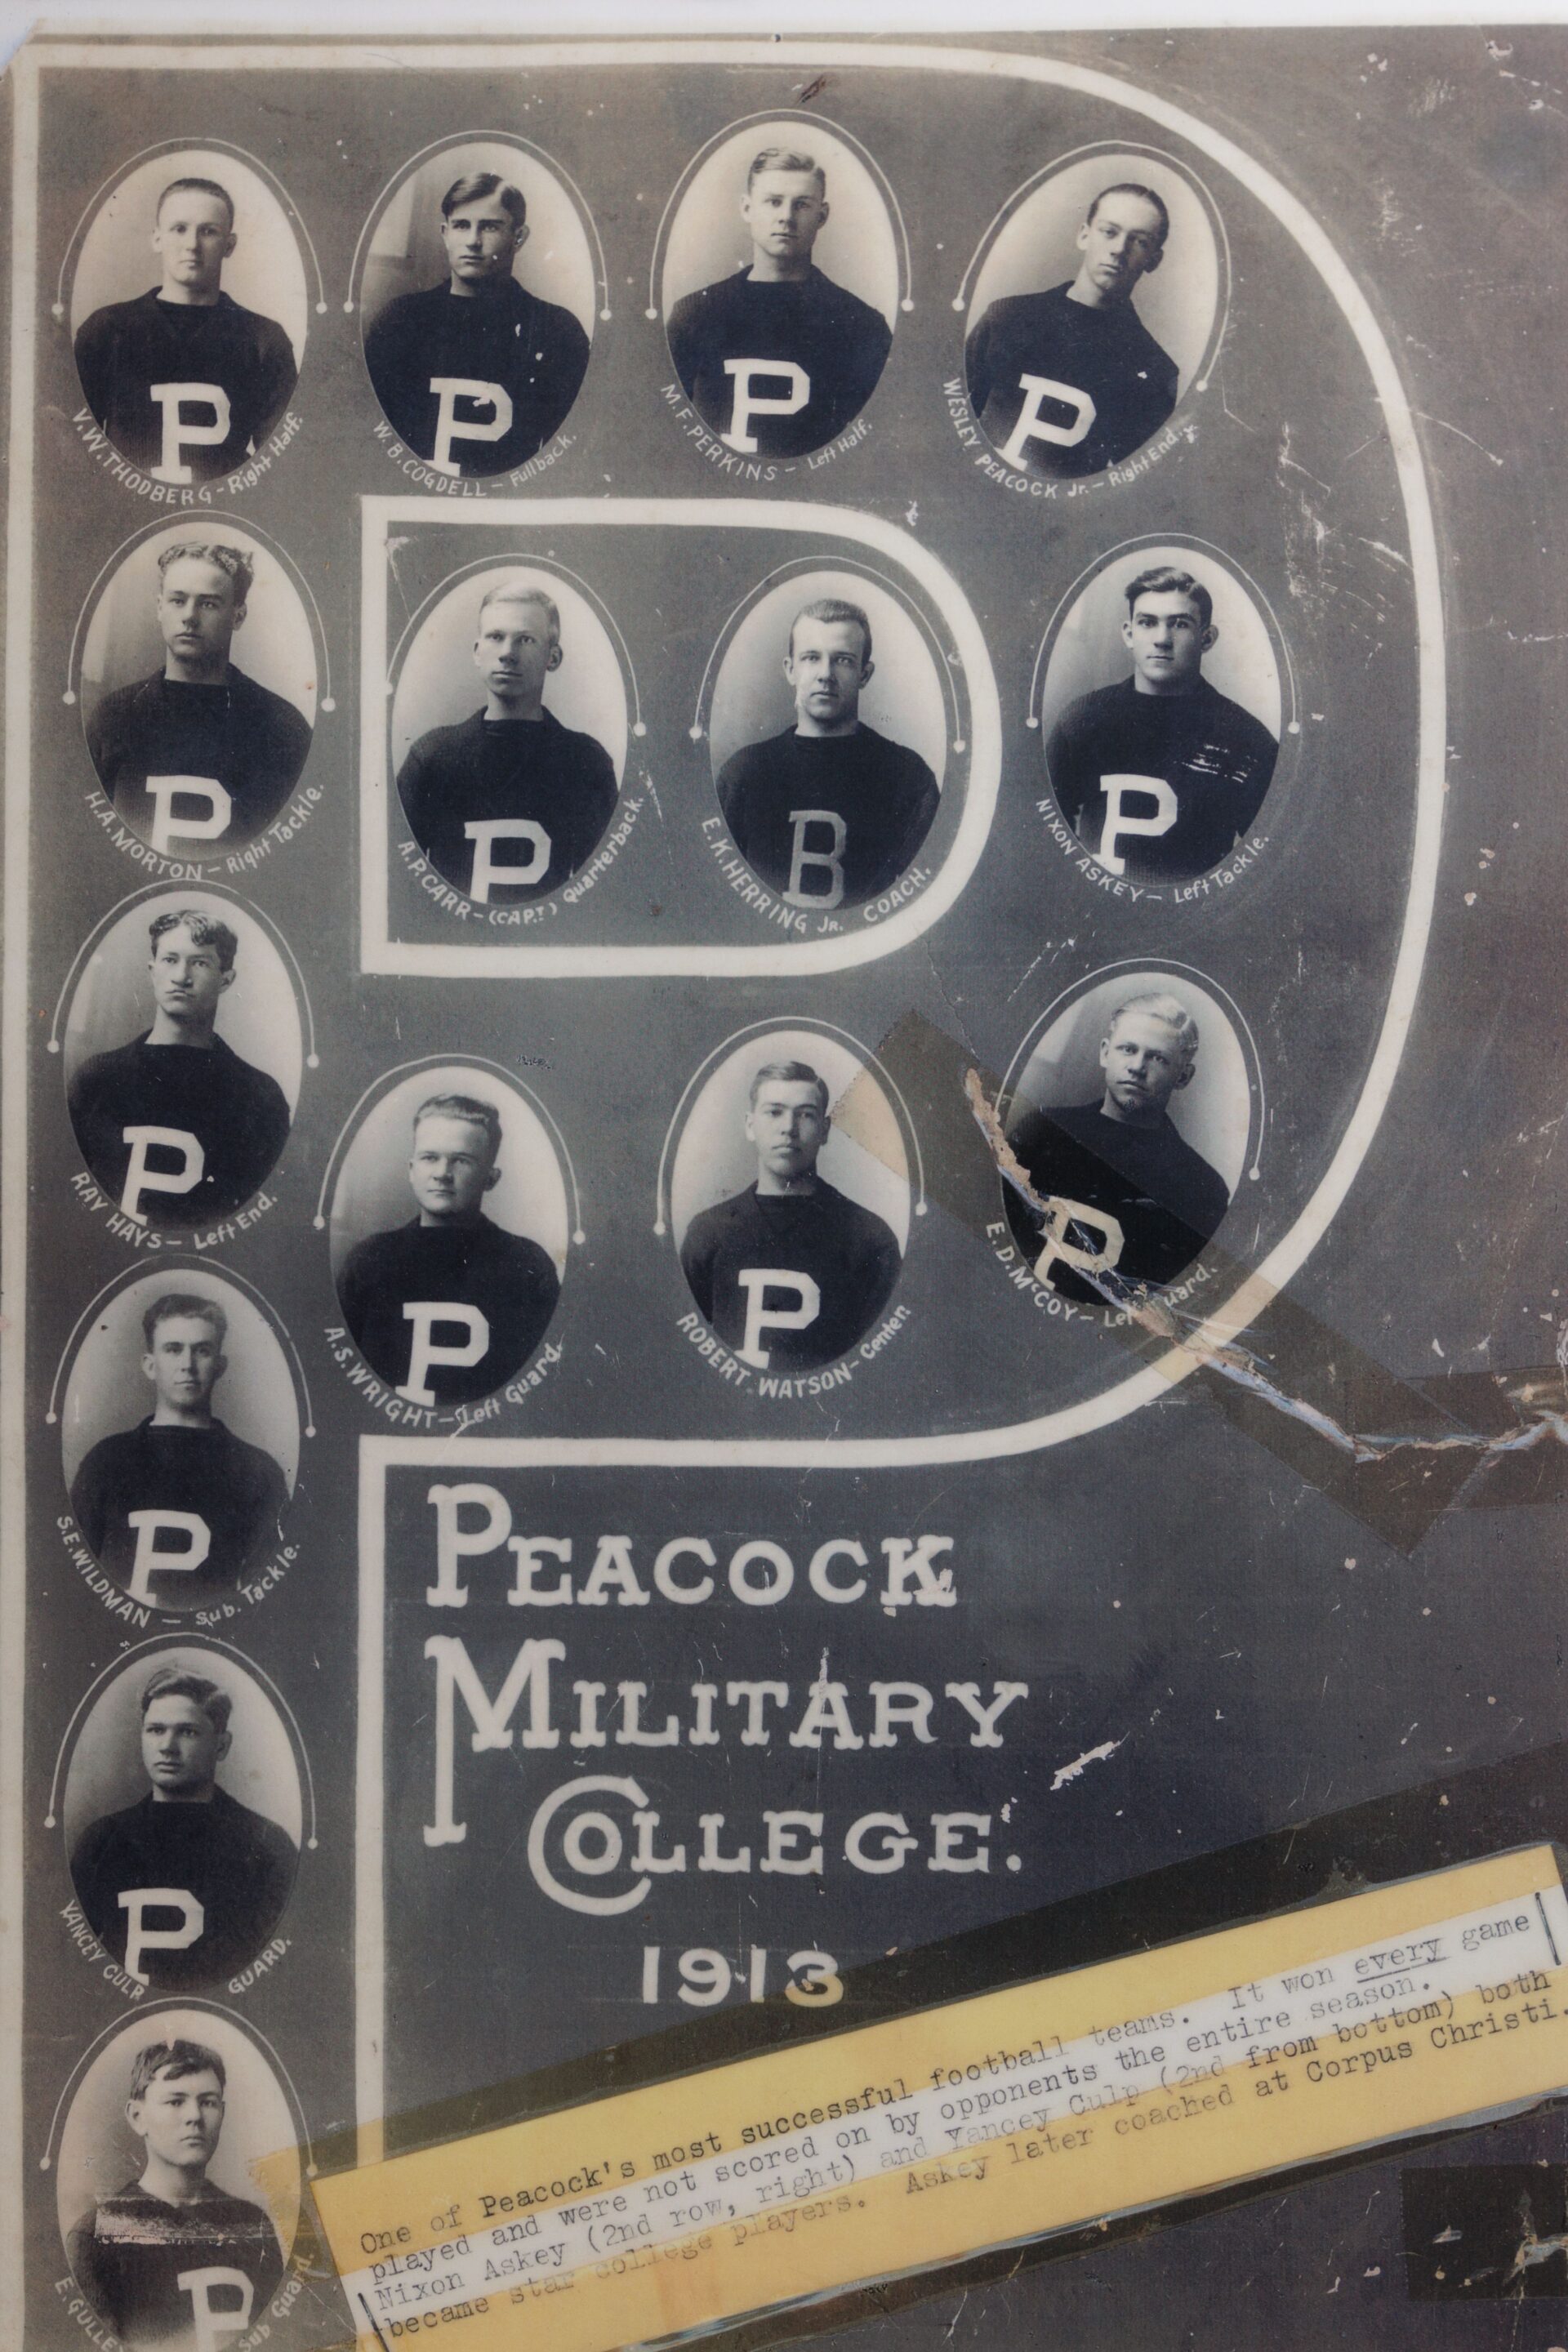 P
P
P
P
V.W. THODBERG - Right Half.
W.B. COGDELL - Fullback.
M.F. PERKINS - Left Half.
WESLEY PEACOCK Jr. - Right End.
P
P
B
P
H.A. MORTON - Right Tackle.
A.P. CARR - (CAPT.) Quarterback.
E.K. HERRING Jr. COACH.
NIXON ASKEY - Left Tackle.
P
P
P
P
RAY HAYS - Left End.
A.S. WRIGHT - Left Guard.
ROBERT WATSON - Center.
E.D. McCOY - Guard.
P
S.E. WILDMAN - Sub. Tackle.
P
YANCEY CULP GUARD.
P
Sub Guard.
PEACOCK
MILITARY
COLLEGE.
1913
One of Peacock's most successful football teams. It won every game
played and were not scored on by opponents the entire season.
Nixon Askey (2nd row, right) and Yancey Culp (2nd from bottom) both
became star college players. Askey later coached at Corpus Christi.